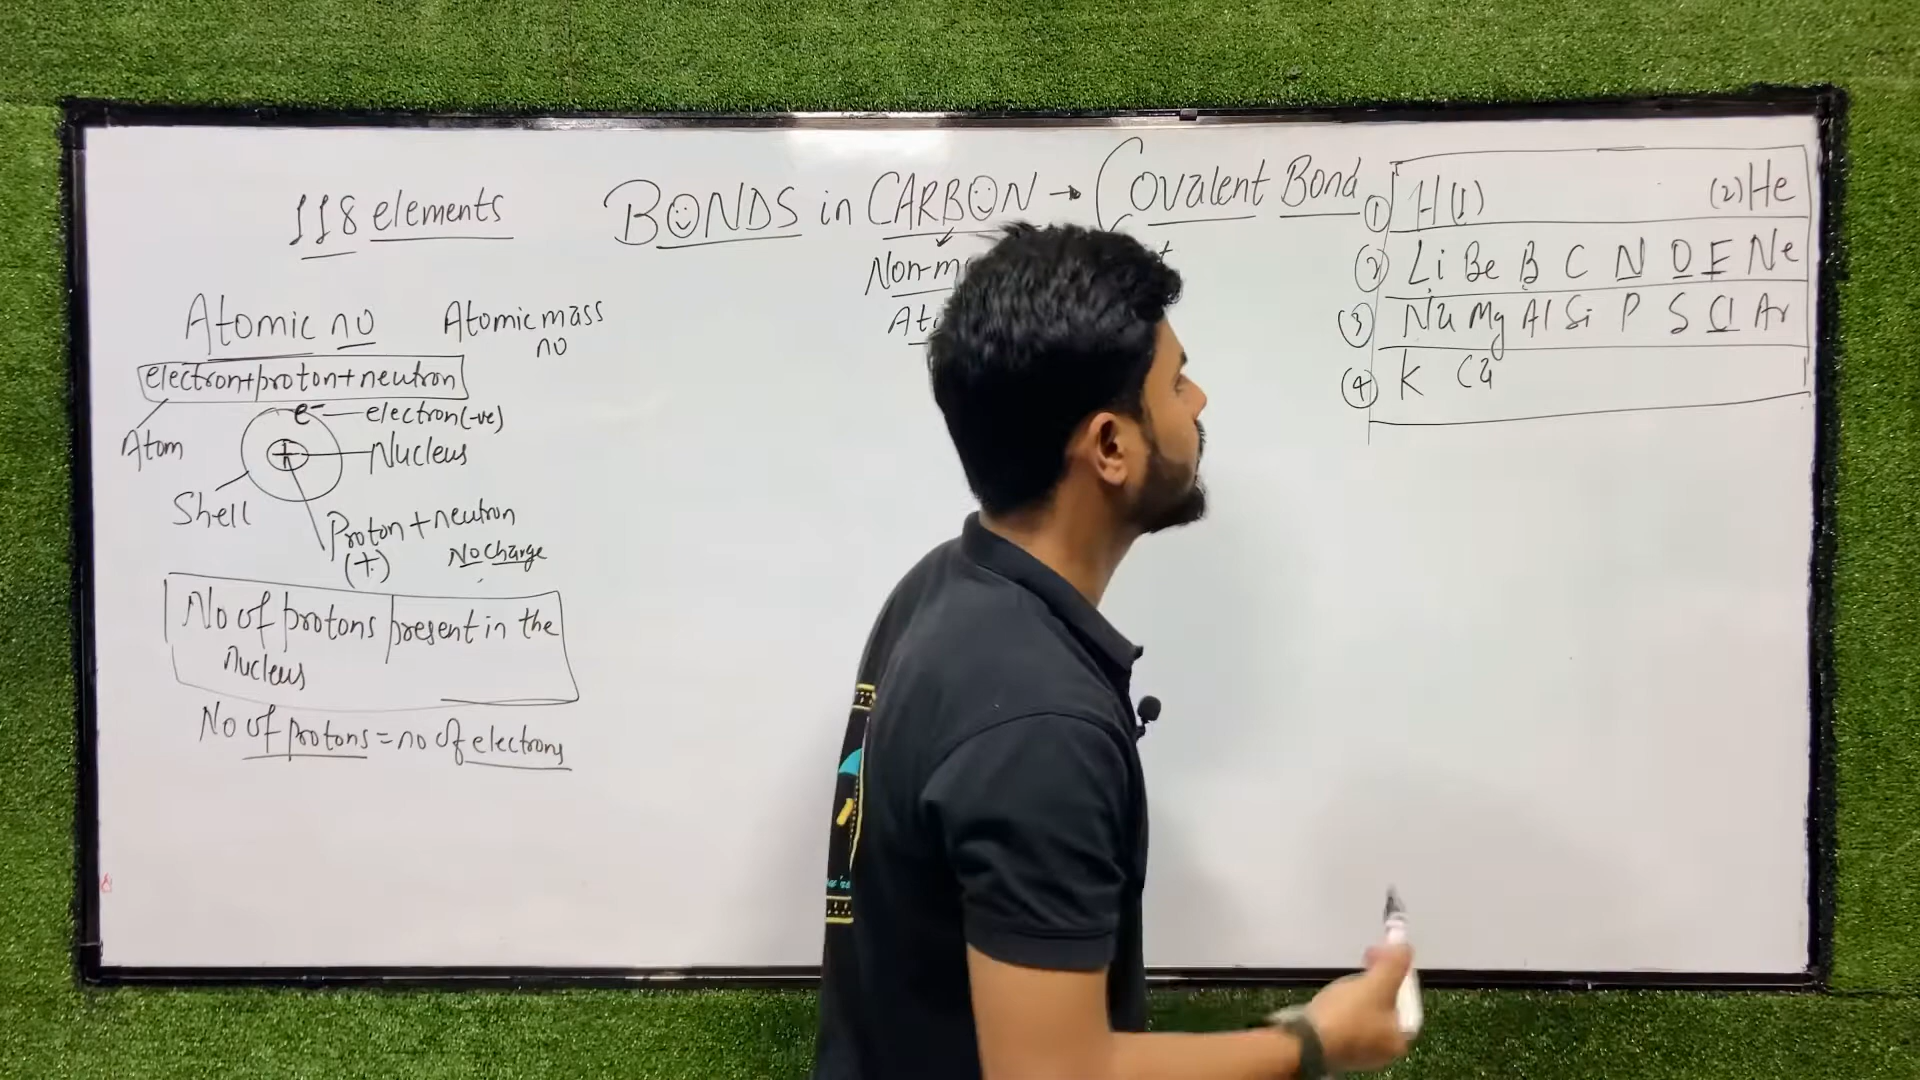 118 elements
BONDS in CARBON → Covalent Bond
Atomic no
Atomic mass
no
electron+proton+neutron
e⁻
electron(-ve)
+
Nucleus
Atom
Shell
Proton + neutron
(+)
No charge
No of protons present in the
nucleus
No of protons = no of electrons
① H(1) (2)He
② Li Be B C N O F Ne
(3) Na Mg Al Si P S Cl Ar
④ K Ca